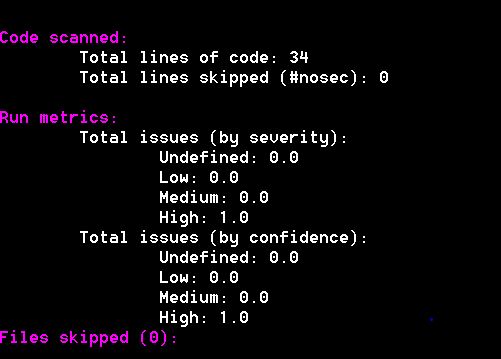 Code scanned:
Total lines of code: 34
Total lines skipped (#nosec): 0
Run metrics:
Total issues (by severity):
Undefined: 0.0
Low: 0.0
Medium: 0.0
High: 1.0
Total issues (by confidence):
Undefined: 0.0
Low: 0.0
Medium: 0.0
High: 1.0
Files skipped (0):